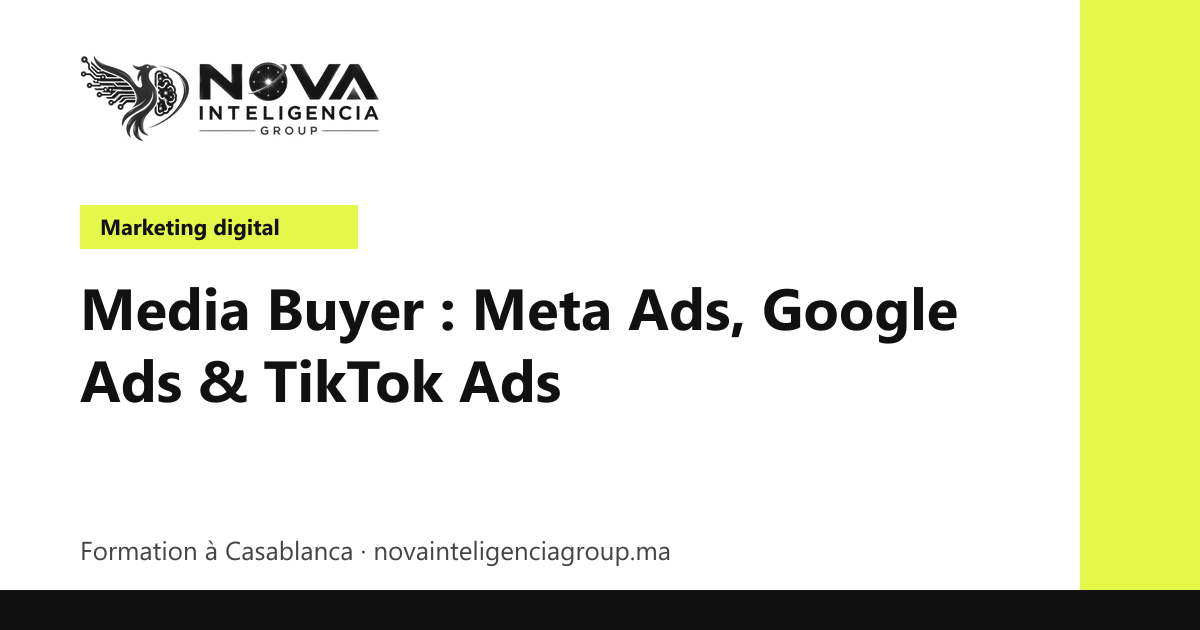 NOVA
INTELIGENCIA
GROUP
Marketing digital
Media Buyer : Meta Ads, Google
Ads & TikTok Ads
Formation à Casablanca · novainteligenciagroup.ma